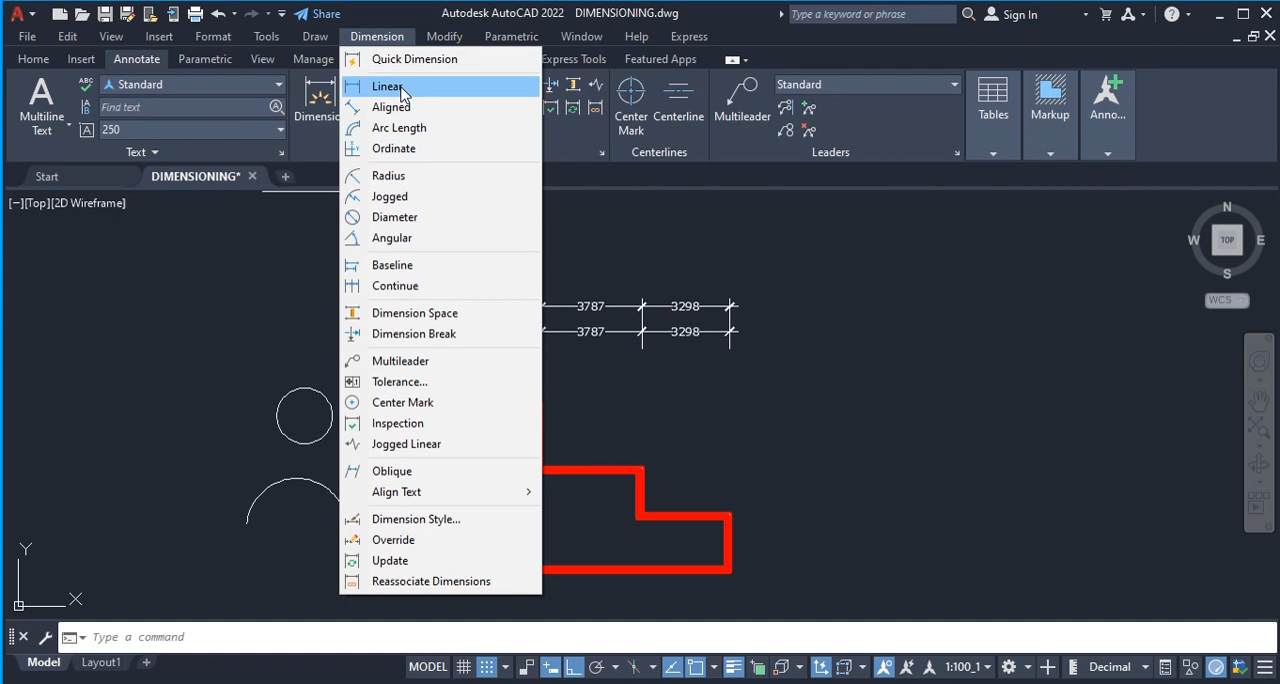 Share
Autodesk AutoCAD 2022 DIMENSIONING.dwg
Type a keyword or phrase
Sign In
File Edit View Insert Format Tools Draw Dimension Modify Parametric Window Help Express
Home Insert Annotate Parametric View Manage Express Tools Featured Apps
Multiline Text
ABC Standard
Find text
250
Text
Dimension
Center Mark
Centerline
Centerlines
Multileader
Standard
Leaders
Tables
Markup
Anno...
Start DIMENSIONING*
[−][Top][2D Wireframe]
Quick Dimension
Linear
Aligned
Arc Length
Ordinate
Radius
Jogged
Diameter
Angular
Baseline
Continue
Dimension Space
Dimension Break
Multileader
Tolerance...
Center Mark
Inspection
Jogged Linear
Oblique
Align Text
Dimension Style...
Override
Update
Reassociate Dimensions
3787 3298
3787 3298
N
W TOP E
S
WCS
Y
X
Type a command
Model Layout1
MODEL 1:100_1 Decimal